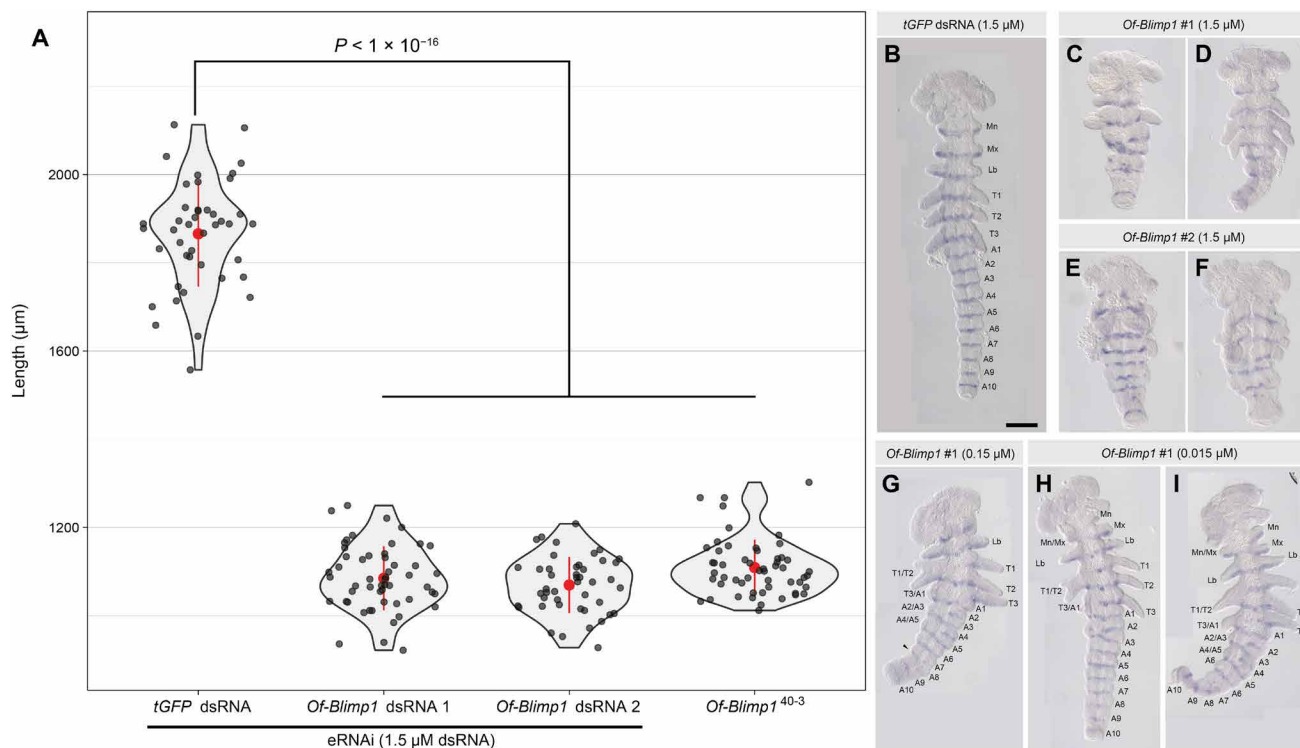 A
P < 1 × 10⁻¹⁶
Length (µm)
2000
1600
1200
tGFP dsRNA
Of-Blimp1 dsRNA 1
Of-Blimp1 dsRNA 2
Of-Blimp1⁴⁰⁻³
eRNAi (1.5 µM dsRNA)
tGFP dsRNA (1.5 µM)
B
Mn
Mx
Lb
T1
T2
T3
A1
A2
A3
A4
A5
A6
A7
A8
A9
A10
Of-Blimp1 #1 (1.5 µM)
C
D
Of-Blimp1 #2 (1.5 µM)
E
F
Of-Blimp1 #1 (0.15 µM)
G
Lb
T1/T2
T1
T3/A1
T2
A2/A3
T3
A4/A5
A1
A2
A3
A4
A5
A6
A7
A8
A9
A10
Of-Blimp1 #1 (0.015 µM)
H
Mn
Mx
Mn/Mx
Lb
Lb
T1
T1/T2
T2
T3/A1
T3
A1
A2
A3
A4
A5
A6
A7
A8
A9
A10
I
Mn
Mn/Mx
Mx
Lb
Lb
T1
T1/T2
T2
T3/A1
A2/A3
A1
A4/A5
A2
A6
A3
A4
A5
A6
A7
A8
A9
A10